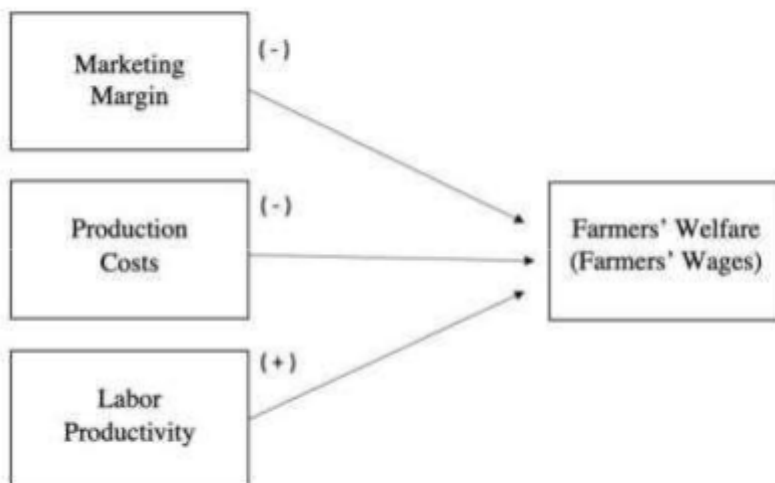 Marketing
Margin
(-)
Production
Costs
(-)
Labor
Productivity
(+)
Farmers' Welfare
(Farmers' Wages)